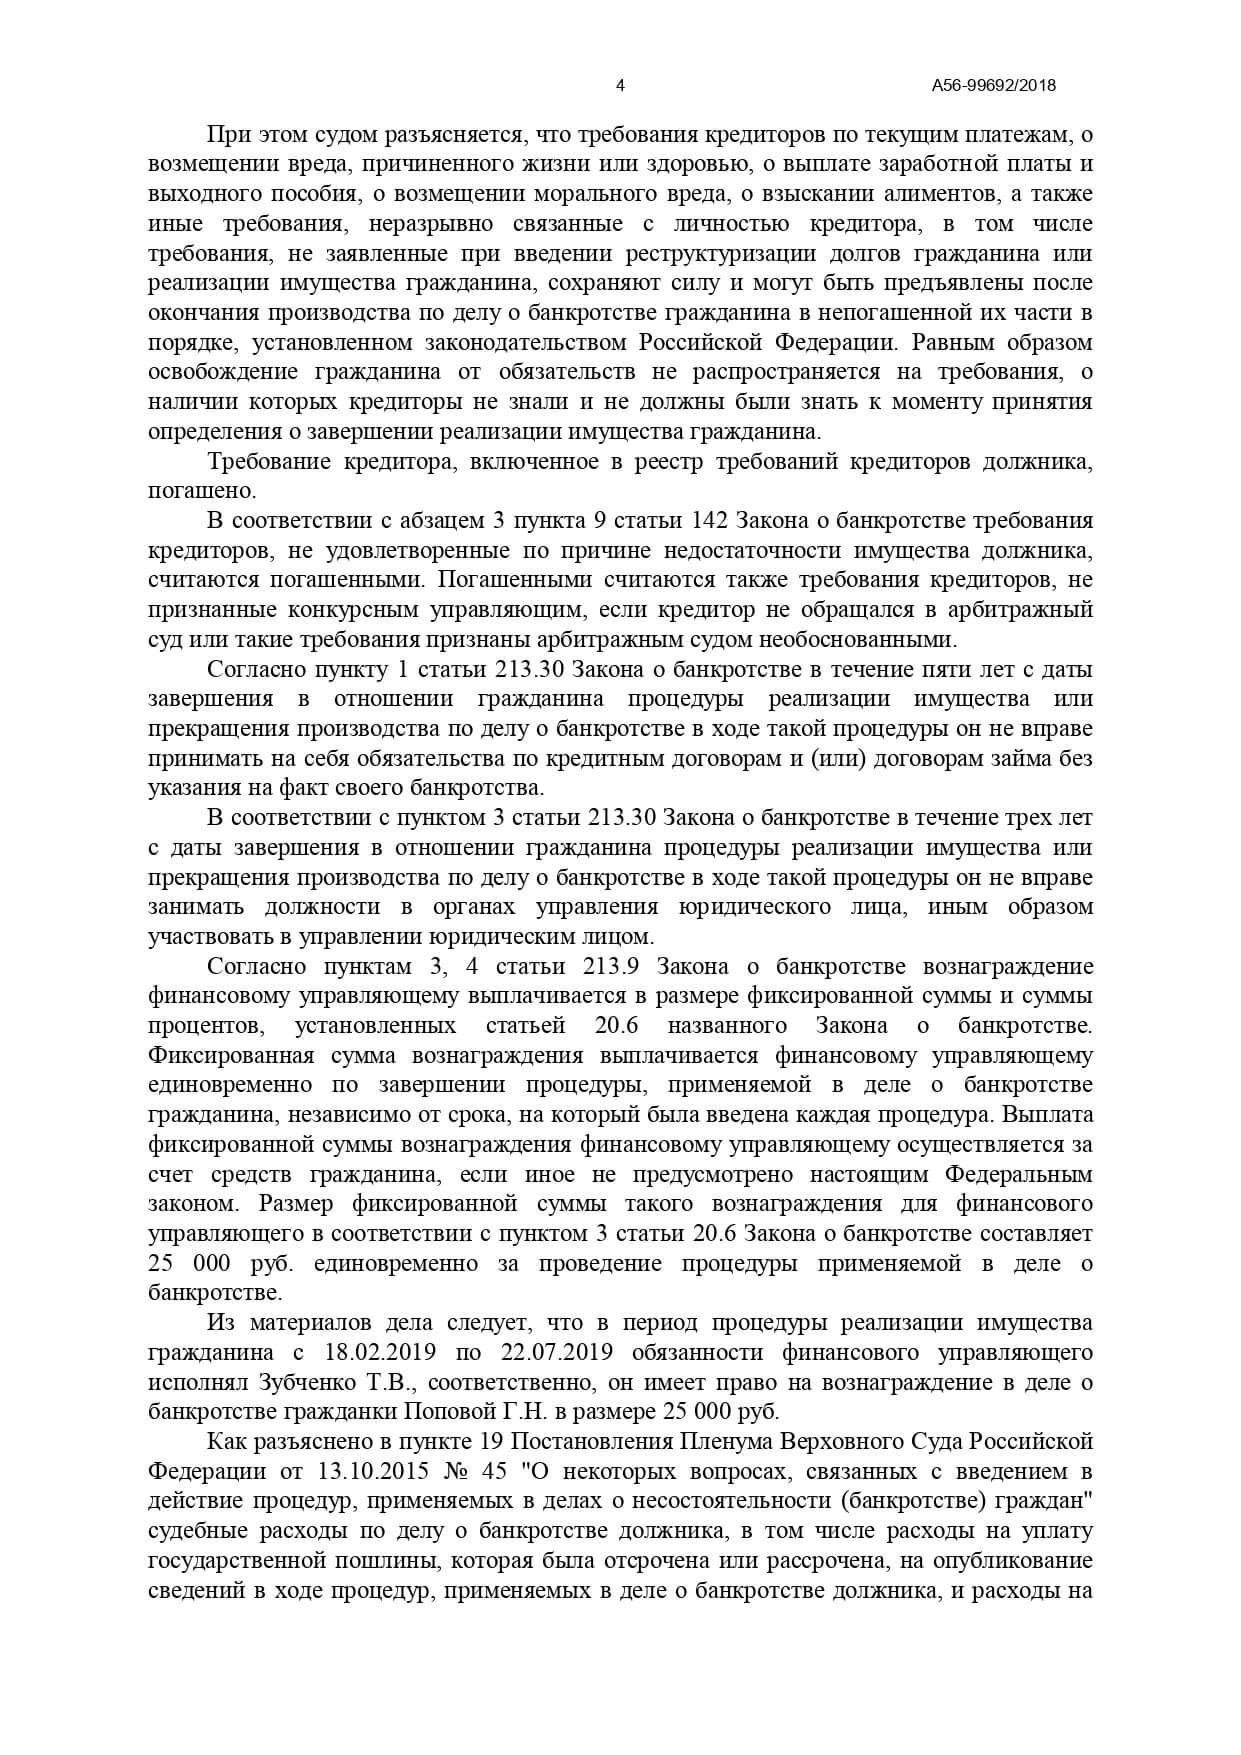 4
А56-99692/2018
При этом судом разъясняется, что требования кредиторов по текущим платежам, о
возмещении вреда, причиненного жизни или здоровью, о выплате заработной платы и
выходного пособия, о возмещении морального вреда, о взыскании алиментов, а также
иные требования, неразрывно связанные с личностью кредитора, в том числе
требования, не заявленные при введении реструктуризации долгов гражданина или
реализации имущества гражданина, сохраняют силу и могут быть предъявлены после
окончания производства по делу о банкротстве гражданина в непогашенной их части в
порядке, установленном законодательством Российской Федерации. Равным образом
освобождение гражданина от обязательств не распространяется на требования, о
наличии которых кредиторы не знали и не должны были знать к моменту принятия
определения о завершении реализации имущества гражданина.
Требование кредитора, включенное в реестр требований кредиторов должника,
погашено.
В соответствии с абзацем 3 пункта 9 статьи 142 Закона о банкротстве требования
кредиторов, не удовлетворенные по причине недостаточности имущества должника,
считаются погашенными. Погашенными считаются также требования кредиторов, не
признанные конкурсным управляющим, если кредитор не обращался в арбитражный
суд или такие требования признаны арбитражным судом необоснованными.
Согласно пункту 1 статьи 213.30 Закона о банкротстве в течение пяти лет с даты
завершения в отношении гражданина процедуры реализации имущества или
прекращения производства по делу о банкротстве в ходе такой процедуры он не вправе
принимать на себя обязательства по кредитным договорам и (или) договорам займа без
указания на факт своего банкротства.
В соответствии с пунктом 3 статьи 213.30 Закона о банкротстве в течение трех лет
с даты завершения в отношении гражданина процедуры реализации имущества или
прекращения производства по делу о банкротстве в ходе такой процедуры он не вправе
занимать должности в органах управления юридического лица, иным образом
участвовать в управлении юридическим лицом.
Согласно пунктам 3, 4 статьи 213.9 Закона о банкротстве вознаграждение
финансовому управляющему выплачивается в размере фиксированной суммы и суммы
процентов, установленных статьей 20.6 названного Закона о банкротстве.
Фиксированная сумма вознаграждения выплачивается финансовому управляющему
единовременно по завершении процедуры, применяемой в деле о банкротстве
гражданина, независимо от срока, на который была введена каждая процедура. Выплата
фиксированной суммы вознаграждения финансовому управляющему осуществляется за
счет средств гражданина, если иное не предусмотрено настоящим Федеральным
законом. Размер фиксированной суммы такого вознаграждения для финансового
управляющего в соответствии с пунктом 3 статьи 20.6 Закона о банкротстве составляет
25 000 руб. единовременно за проведение процедуры применяемой в деле о
банкротстве.
Из материалов дела следует, что в период процедуры реализации имущества
гражданина с 18.02.2019 по 22.07.2019 обязанности финансового управляющего
исполнял Зубченко Т.В., соответственно, он имеет право на вознаграждение в деле о
банкротстве гражданки Поповой Г.Н. в размере 25 000 руб.
Как разъяснено в пункте 19 Постановления Пленума Верховного Суда Российской
Федерации от 13.10.2015 № 45 "О некоторых вопросах, связанных с введением в
действие процедур, применяемых в делах о несостоятельности (банкротстве) граждан"
судебные расходы по делу о банкротстве должника, в том числе расходы на уплату
государственной пошлины, которая была отсрочена или рассрочена, на опубликование
сведений в ходе процедур, применяемых в деле о банкротстве должника, и расходы на